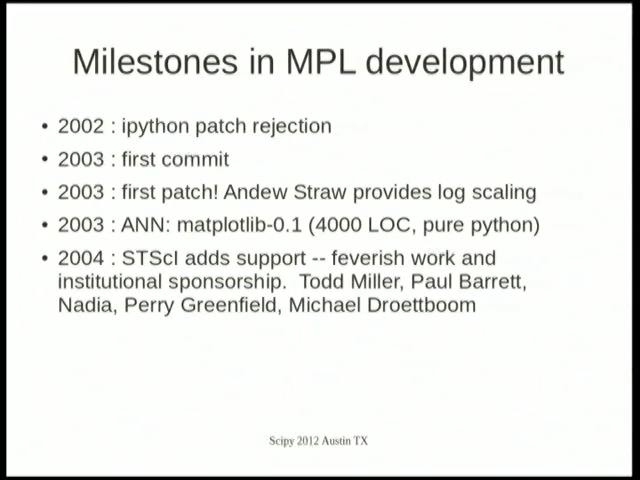 Milestones in MPL development
• 2002 : ipython patch rejection
• 2003 : first commit
• 2003 : first patch! Andew Straw provides log scaling
• 2003 : ANN: matplotlib-0.1 (4000 LOC, pure python)
• 2004 : STScI adds support -- feverish work and
institutional sponsorship.  Todd Miller, Paul Barrett,
Nadia, Perry Greenfield, Michael Droettboom
Scipy 2012 Austin TX